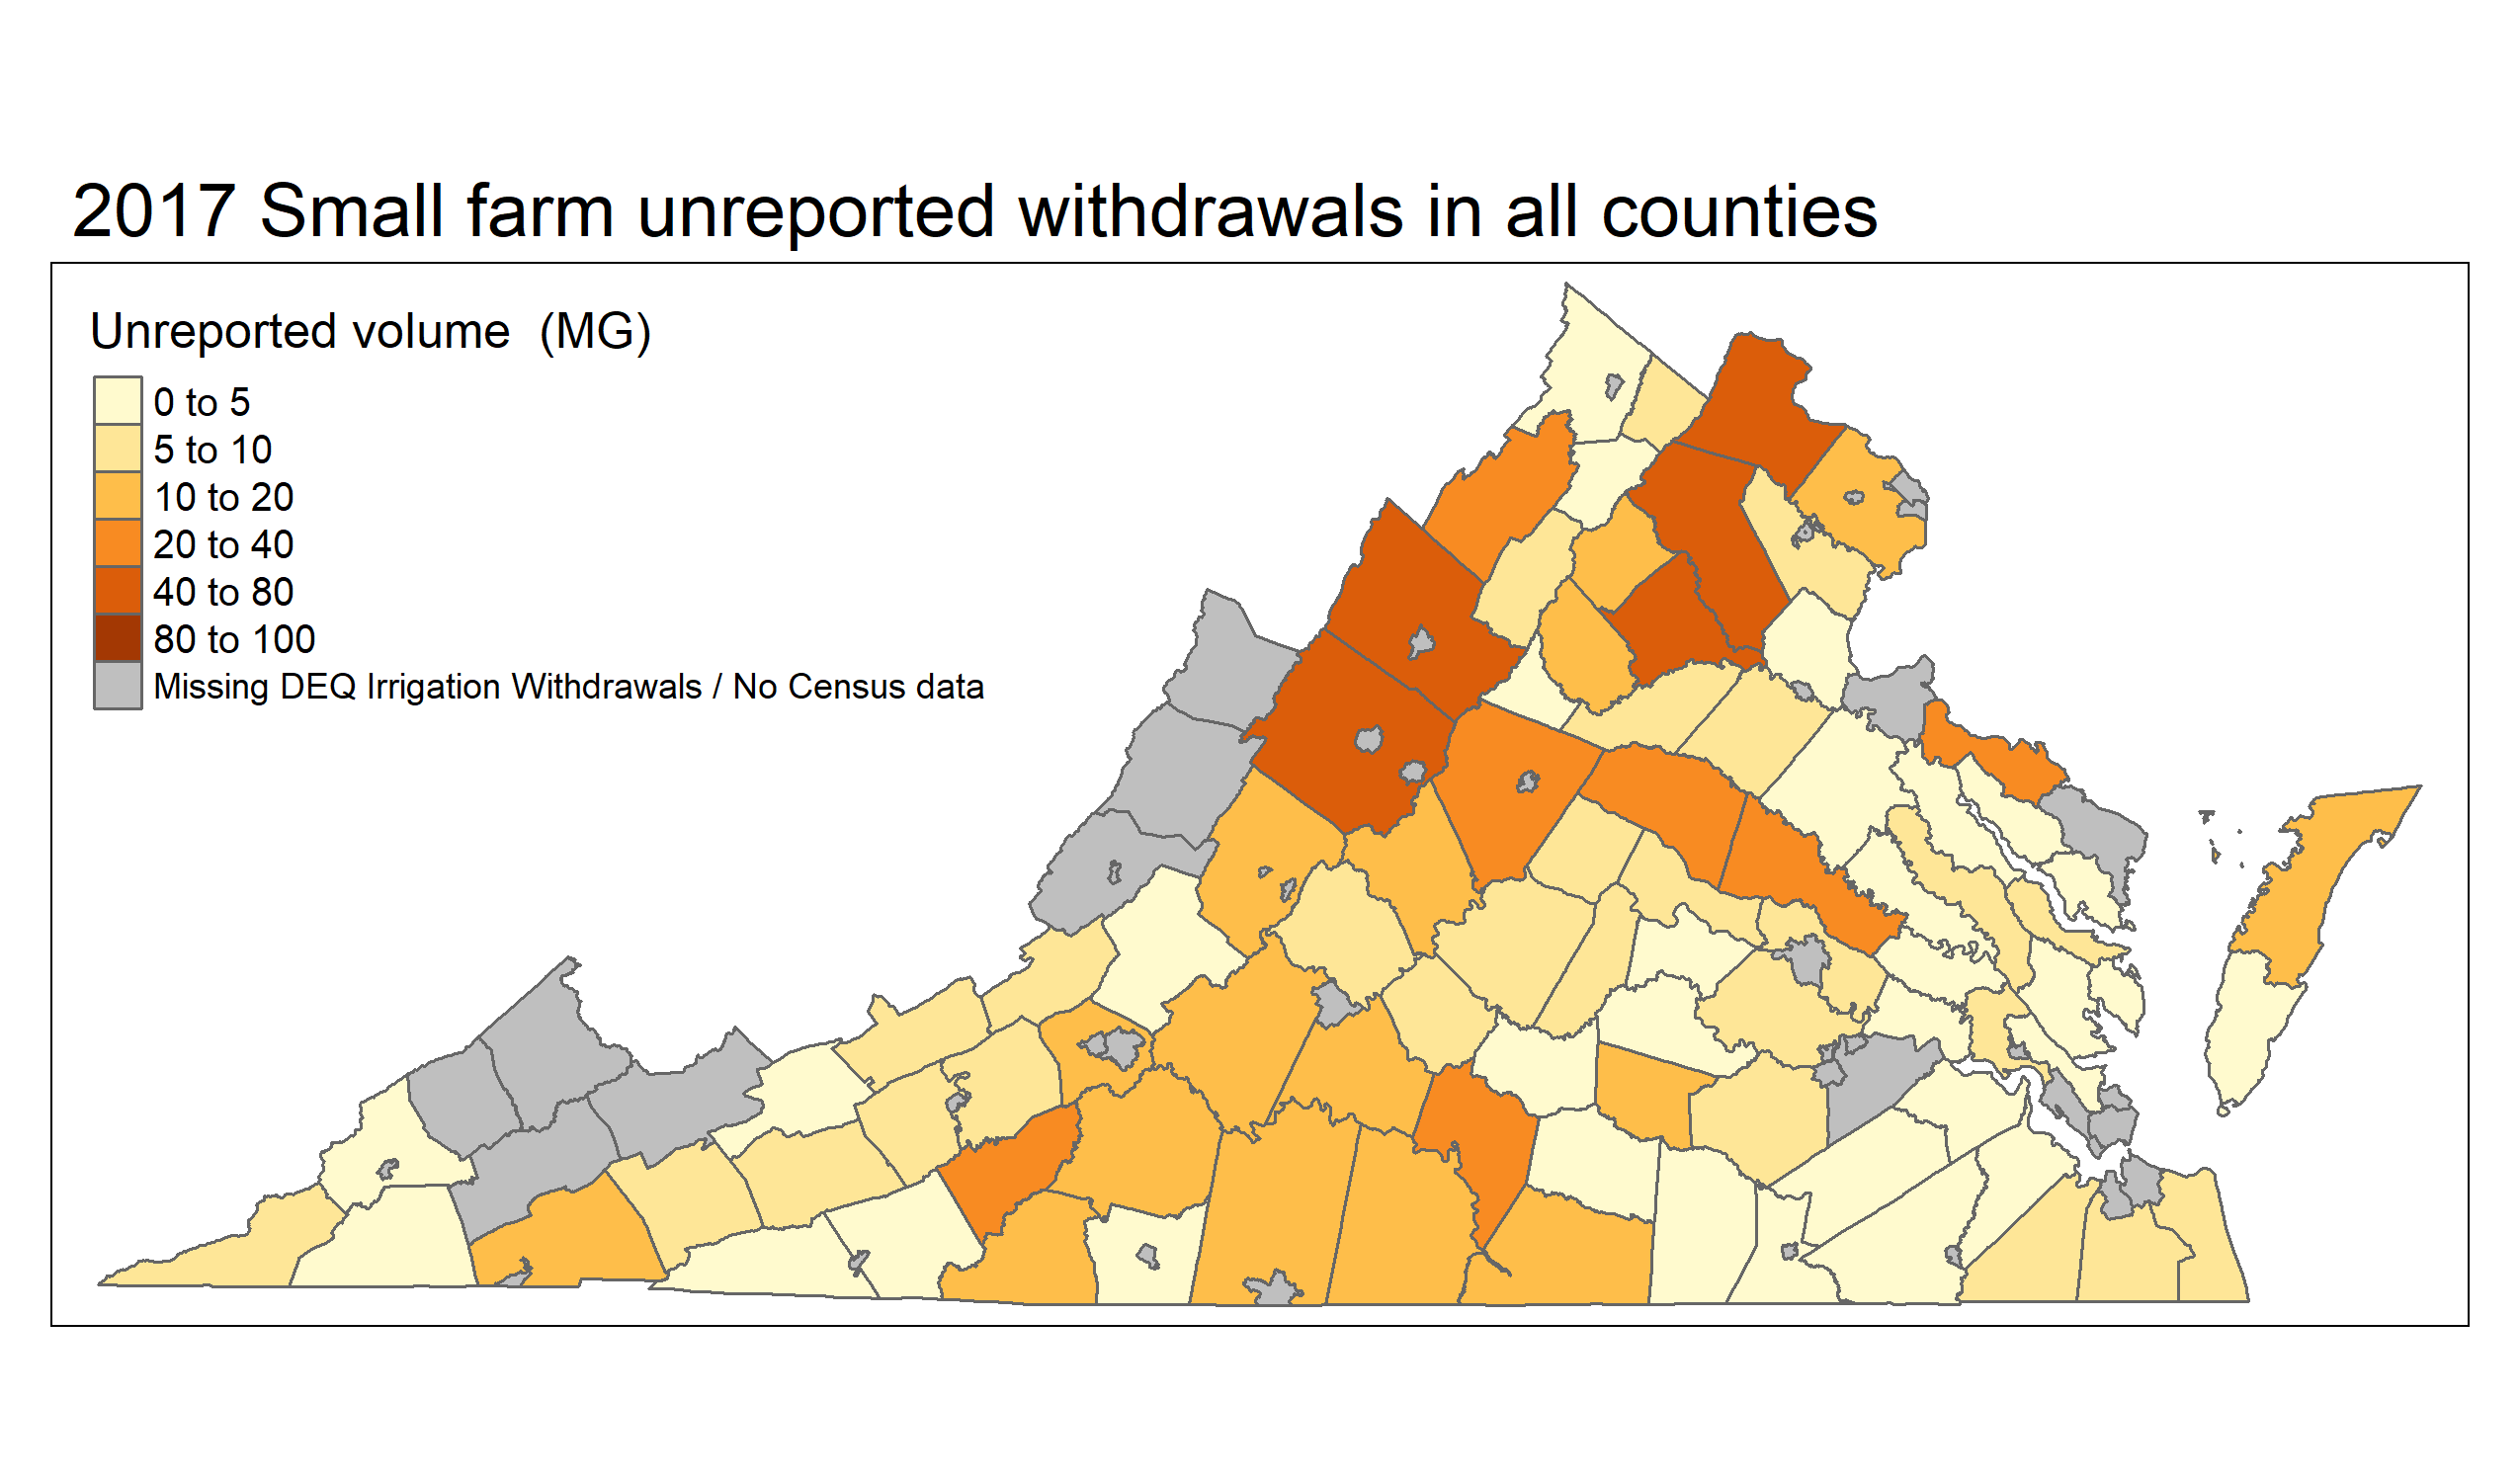 2017 Small farm unreported withdrawals in all counties
Unreported volume (MG)
0 to 5
5 to 10
10 to 20
20 to 40
40 to 80
80 to 100
Missing DEQ Irrigation Withdrawals / No Census data